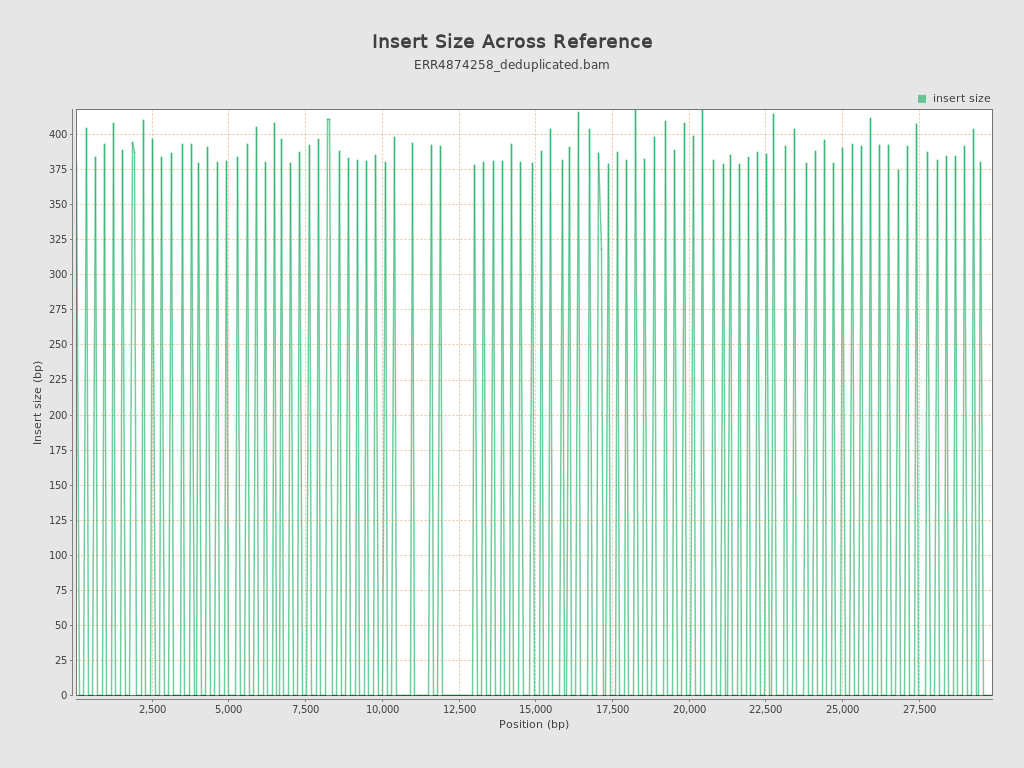 Insert Size Across Reference
ERR4874258_deduplicated.bam
insert size
Insert size (bp)
400
375
350
325
300
275
250
225
200
175
150
125
100
75
50
25
0
2,500 5,000 7,500 10,000 12,500 15,000 17,500 20,000 22,500 25,000 27,500
Position (bp)